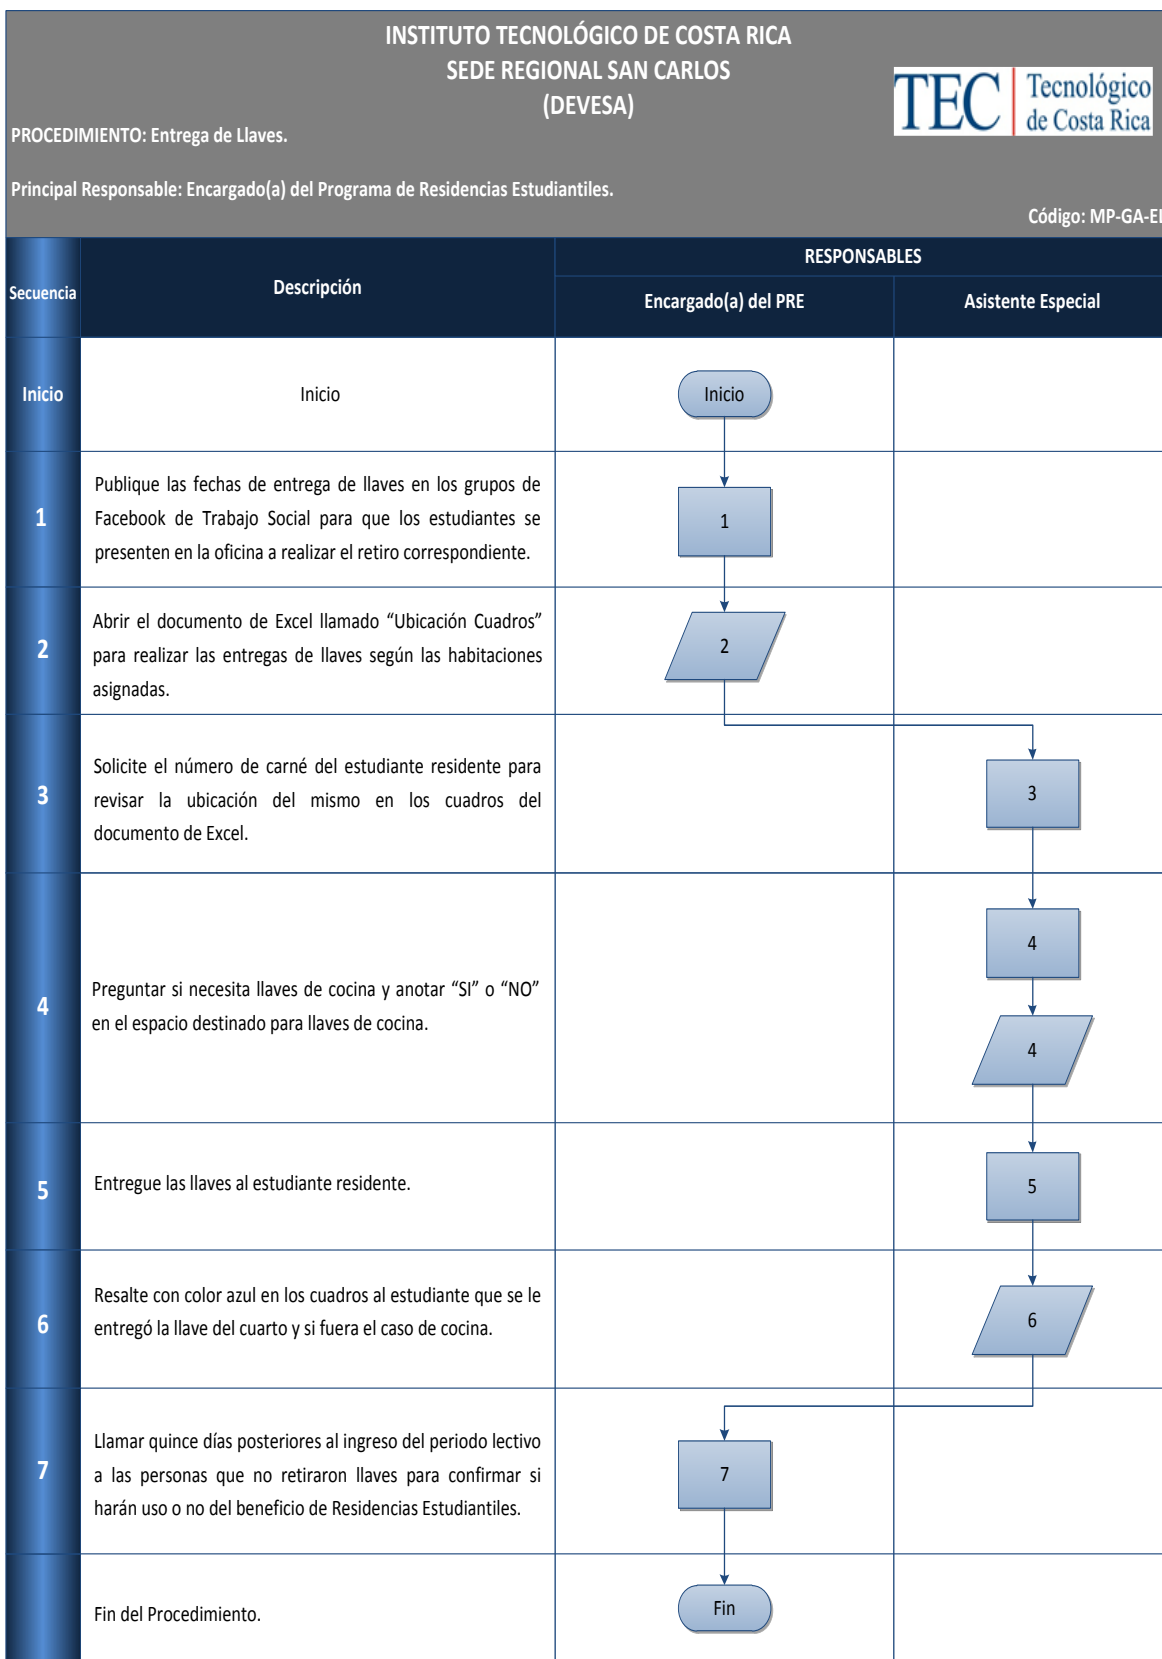 INSTITUTO TECNOLÓGICO DE COSTA RICA
SEDE REGIONAL SAN CARLOS
(DEVESA)
TEC Tecnológico
de Costa Rica
PROCEDIMIENTO: Entrega de Llaves.
Principal Responsable: Encargado(a) del Programa de Residencias Estudiantiles.
Código: MP-GA-EE
Secuencia
Descripción
RESPONSABLES
Encargado(a) del PRE
Asistente Especial
Inicio
Inicio
Inicio
1
Publique las fechas de entrega de llaves en los grupos de
Facebook de Trabajo Social para que los estudiantes se
presenten en la oficina a realizar el retiro correspondiente.
1
2
Abrir el documento de Excel llamado “Ubicación Cuadros”
para realizar las entregas de llaves según las habitaciones
asignadas.
2
3
Solicite el número de carné del estudiante residente para
revisar la ubicación del mismo en los cuadros del
documento de Excel.
3
4
Preguntar si necesita llaves de cocina y anotar “SI” o “NO”
en el espacio destinado para llaves de cocina.
4
4
5
Entregue las llaves al estudiante residente.
5
6
Resalte con color azul en los cuadros al estudiante que se le
entregó la llave del cuarto y si fuera el caso de cocina.
6
7
Llamar quince días posteriores al ingreso del periodo lectivo
a las personas que no retiraron llaves para confirmar si
harán uso o no del beneficio de Residencias Estudiantiles.
7
Fin del Procedimiento.
Fin